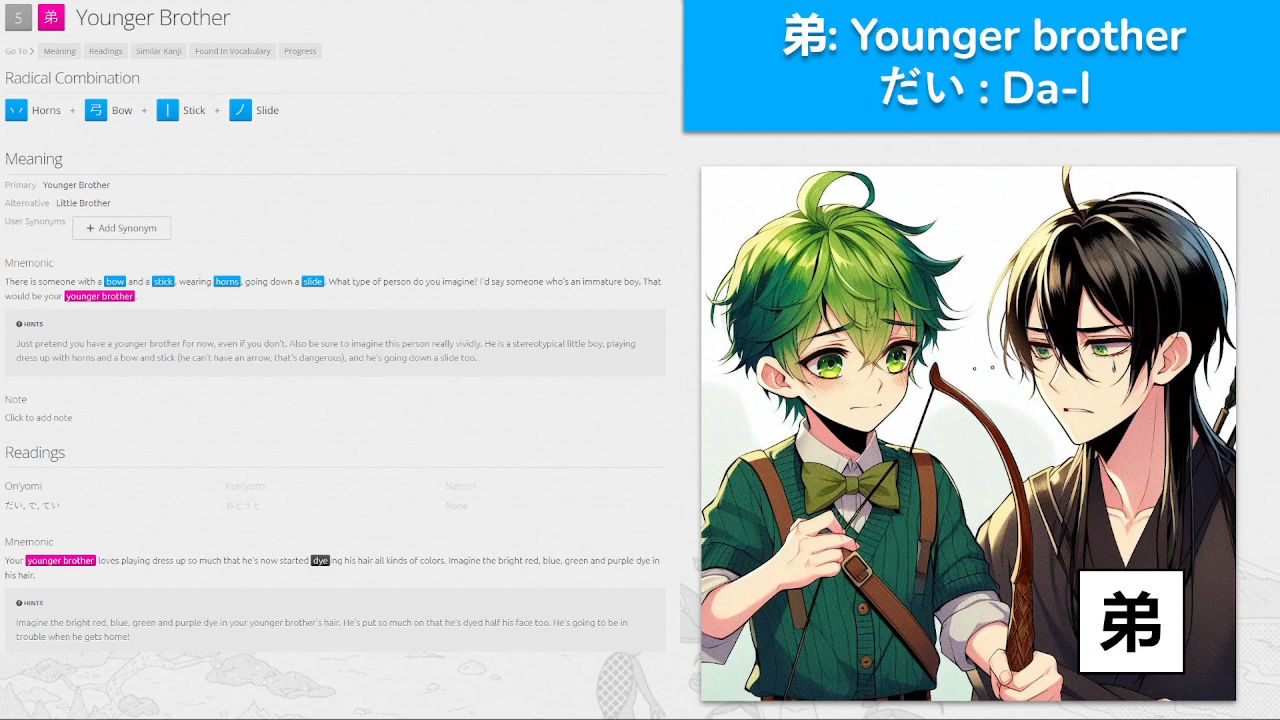 5 弟 Younger Brother
Go To Meaning Readings Similar Kanji Found In Vocabulary Progress
Radical Combination
丷 Horns + 弓 Bow + 丨 Stick + ノ Slide
Meaning
Primary Younger Brother
Alternative Little Brother
User Synonyms + Add Synonym
Mnemonic
There is someone with a bow and a stick, wearing horns, going down a slide. What type of person do you imagine? I'd say someone who's an immature boy. That
would be your younger brother.
HINTS
Just pretend you have a younger brother for now, even if you don't. Also be sure to imagine this person really vividly. He is a stereotypical little boy, playing
dress up with horns and a bow and stick (he can't have an arrow, that's dangerous), and he's going down a slide too.
Note
Click to add note
Readings
On'yomi Kun'yomi Nanori
だい, で, てい おとうと None
Mnemonic
Your younger brother loves playing dress up so much that he's now started dyeing his hair all kinds of colors. Imagine the bright red, blue, green and purple dye in
his hair.
HINTS
Imagine the bright red, blue, green and purple dye in your younger brother's hair. He's put so much on that he's dyed half his face too. He's going to be in
trouble when he gets home!
弟: Younger brother
だい : Da-I
弟